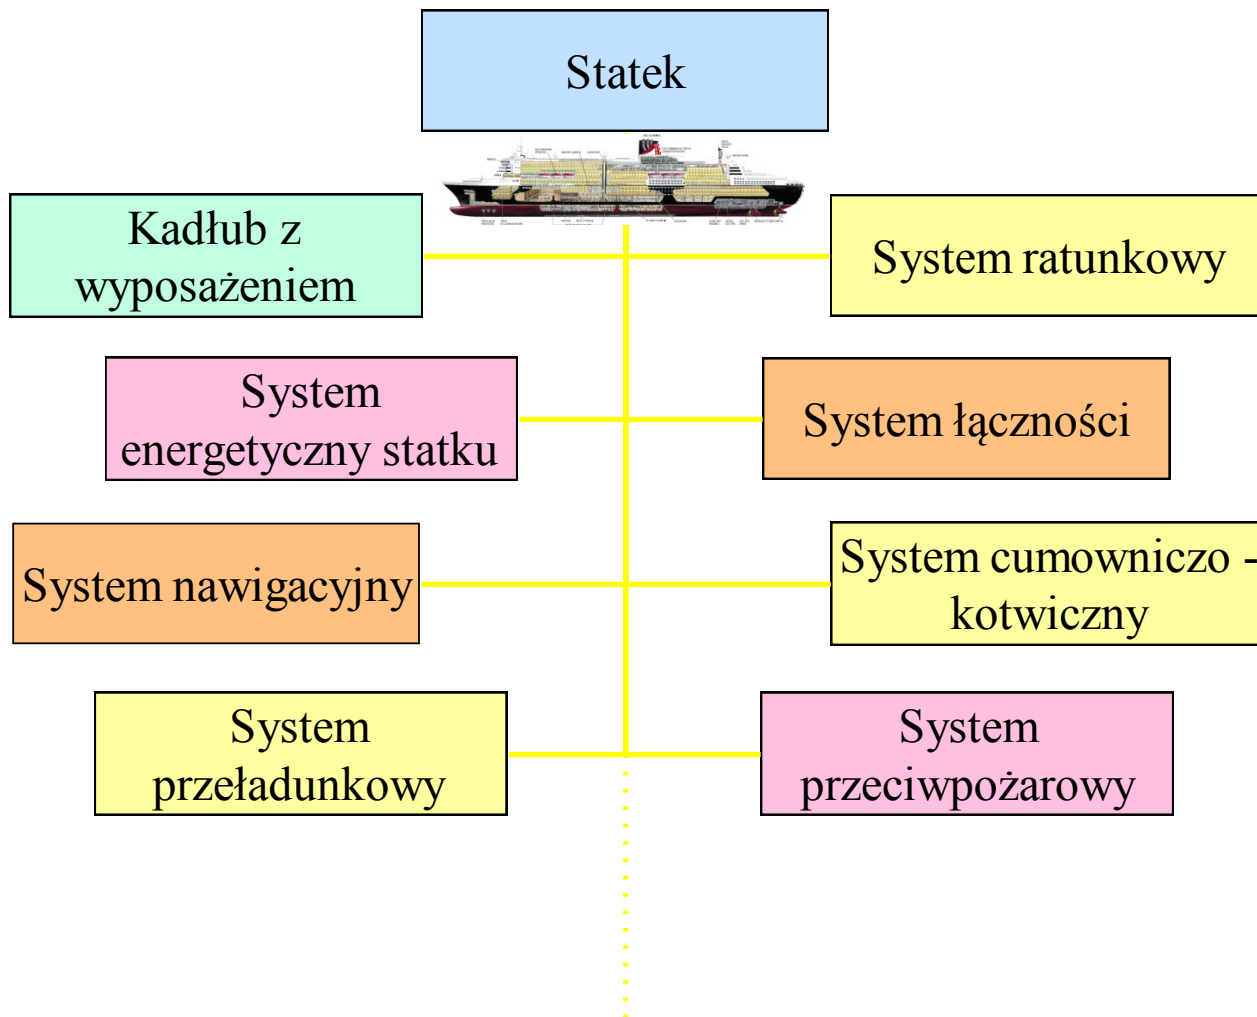 Statek
Kadłub z
wyposażeniem
System ratunkowy
System
energetyczny statku
System łączności
System nawigacyjny
System cumowniczo -
kotwiczny
System
przeładunkowy
System
przeciwpożarowy